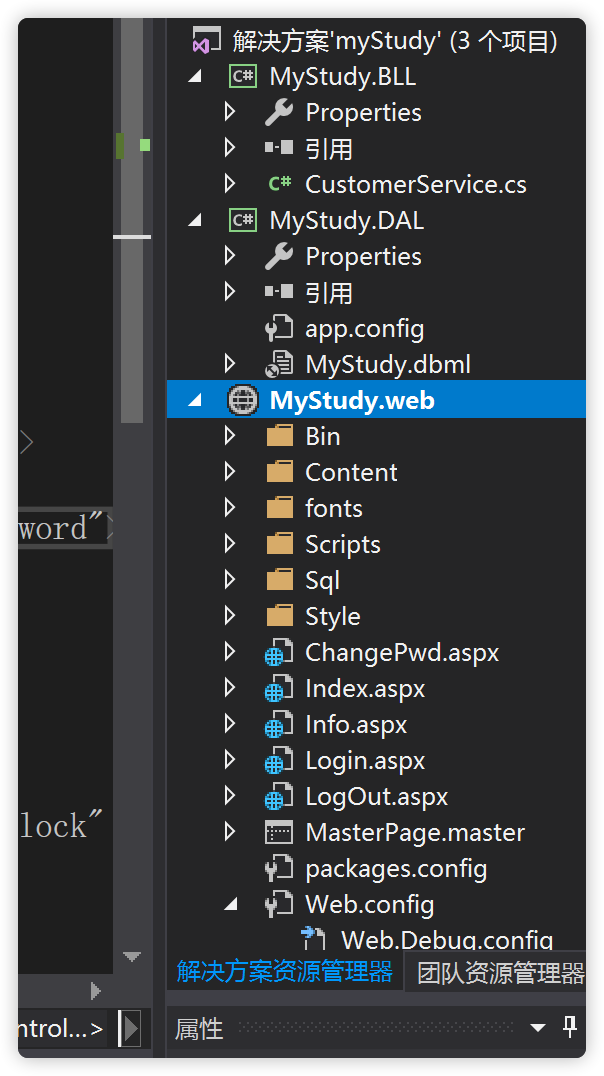 解决方案'myStudy' (3 个项目)
C# MyStudy.BLL
Properties
引用
C# CustomerService.cs
C# MyStudy.DAL
Properties
引用
app.config
MyStudy.dbml
MyStudy.web
Bin
Content
fonts
word">
Scripts
Sql
Style
ChangePwd.aspx
Index.aspx
Info.aspx
Login.aspx
LogOut.aspx
lock"
MasterPage.master
packages.config
Web.config
Web.Debug.config
解决方案资源管理器 团队资源管理器
ntrol...>
属性